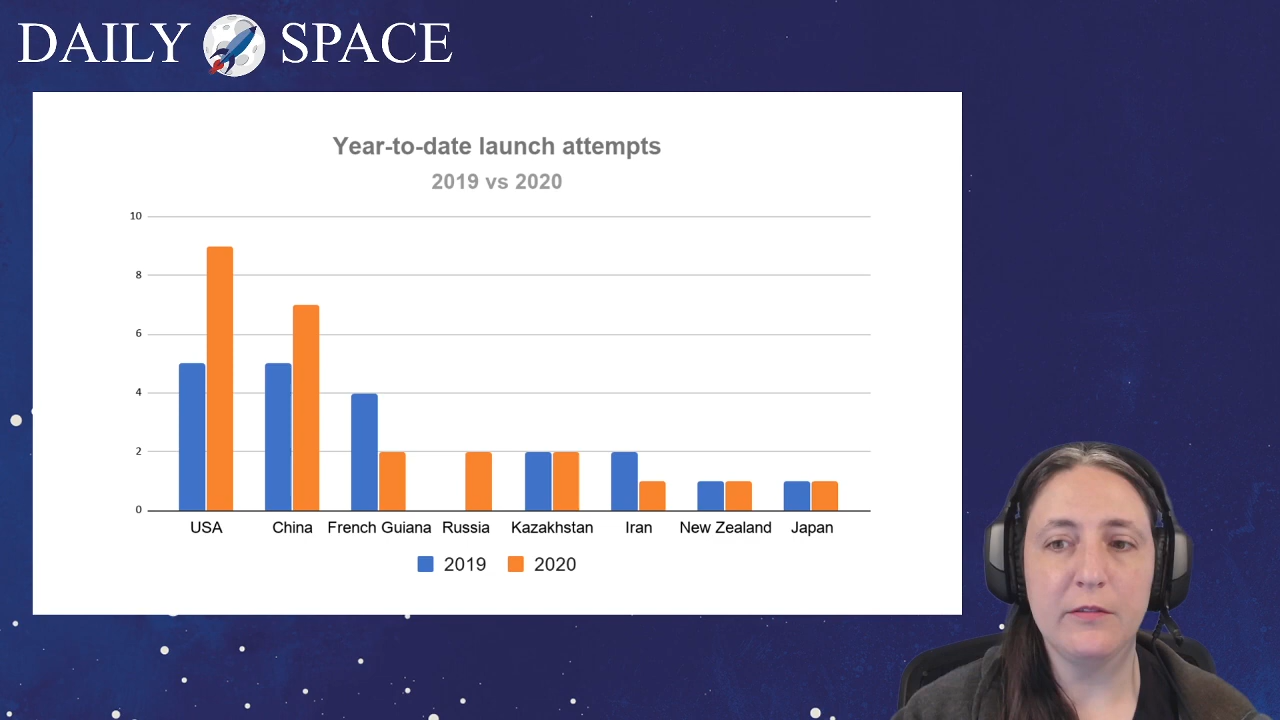 DAILY SPACE
Year-to-date launch attempts
2019 vs 2020
10
8
6
4
2
0
USA China French Guiana Russia Kazakhstan Iran New Zealand Japan
2019 2020